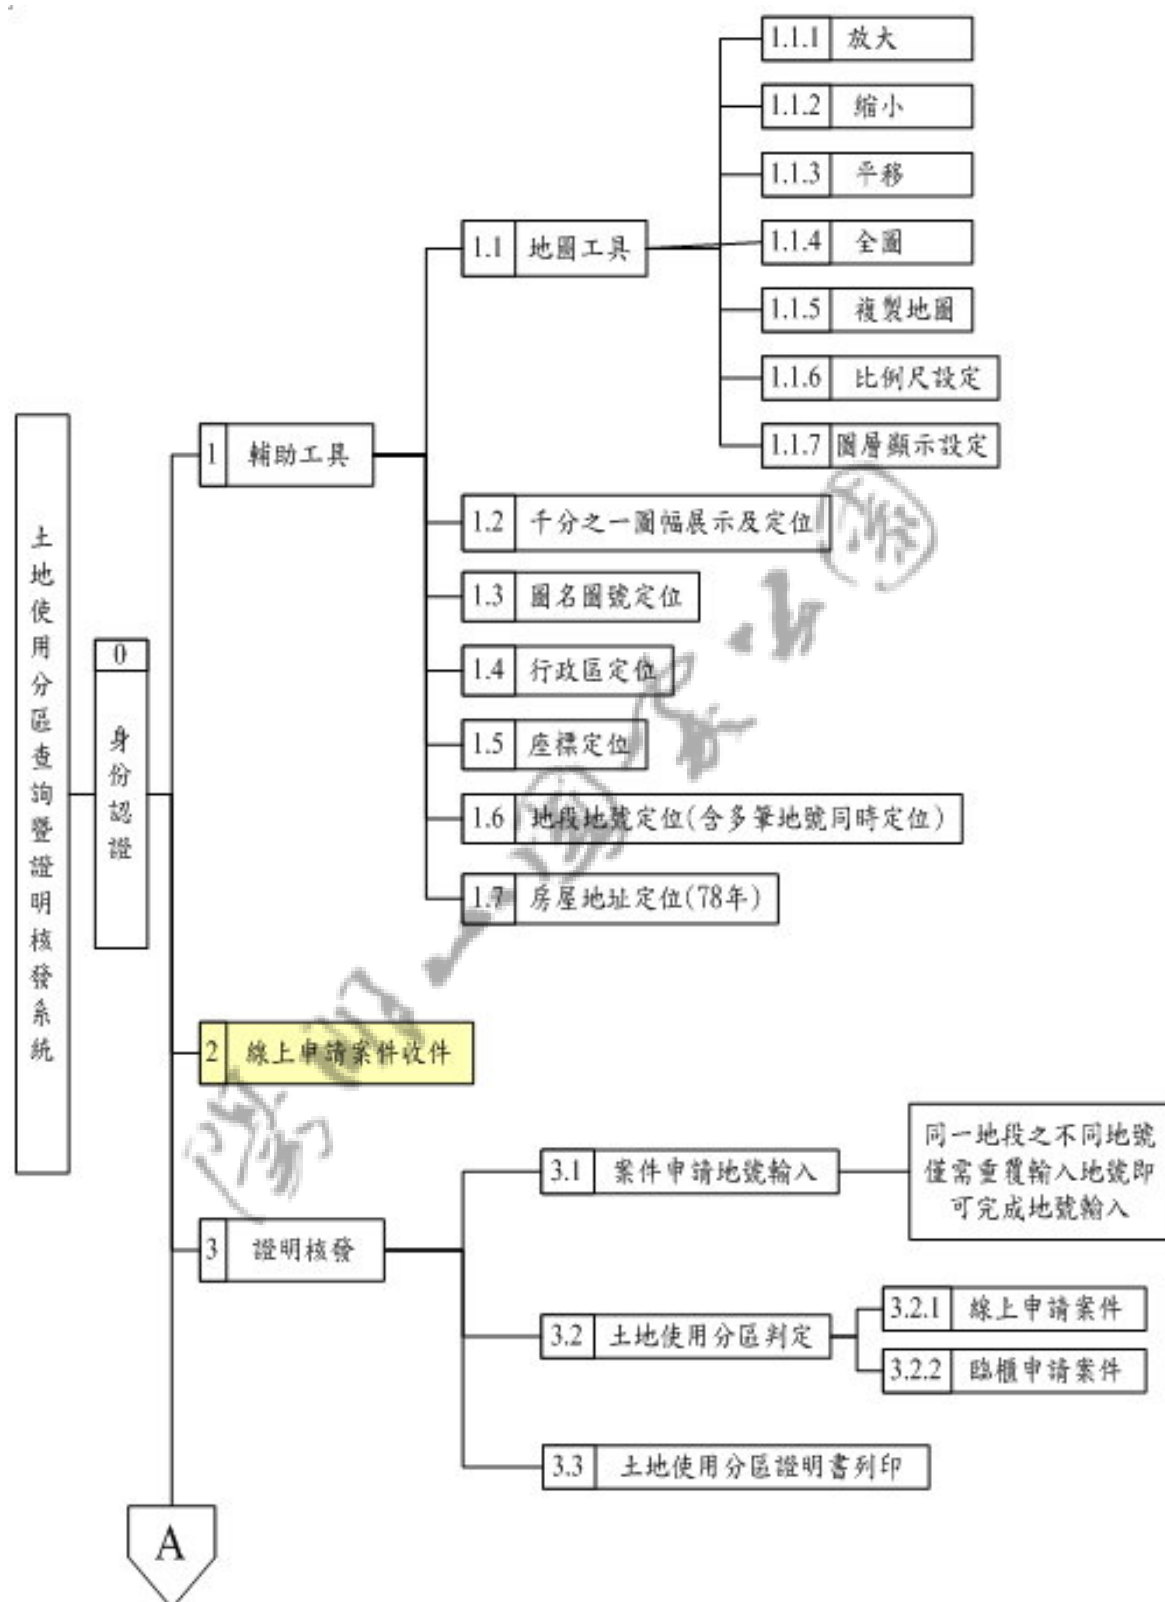 土地使用分區查詢暨證明核發系統
0
身份認證
1 輔助工具
1.1 地圖工具
1.1.1 放大
1.1.2 縮小
1.1.3 平移
1.1.4 全圖
1.1.5 複製地圖
1.1.6 比例尺設定
1.1.7 圖層顯示設定
1.2 千分之一圖幅展示及定位
1.3 圖名圖號定位
1.4 行政區定位
1.5 座標定位
1.6 地段地號定位(含多筆地號同時定位)
1.7 房屋地址定位(78年)
2 線上申請案件收件
3 證明核發
3.1 案件申請地號輸入
同一地段之不同地號
僅需重覆輸入地號即
可完成地號輸入
3.2 土地使用分區判定
3.2.1 線上申請案件
3.2.2 臨櫃申請案件
3.3 土地使用分區證明書列印
A